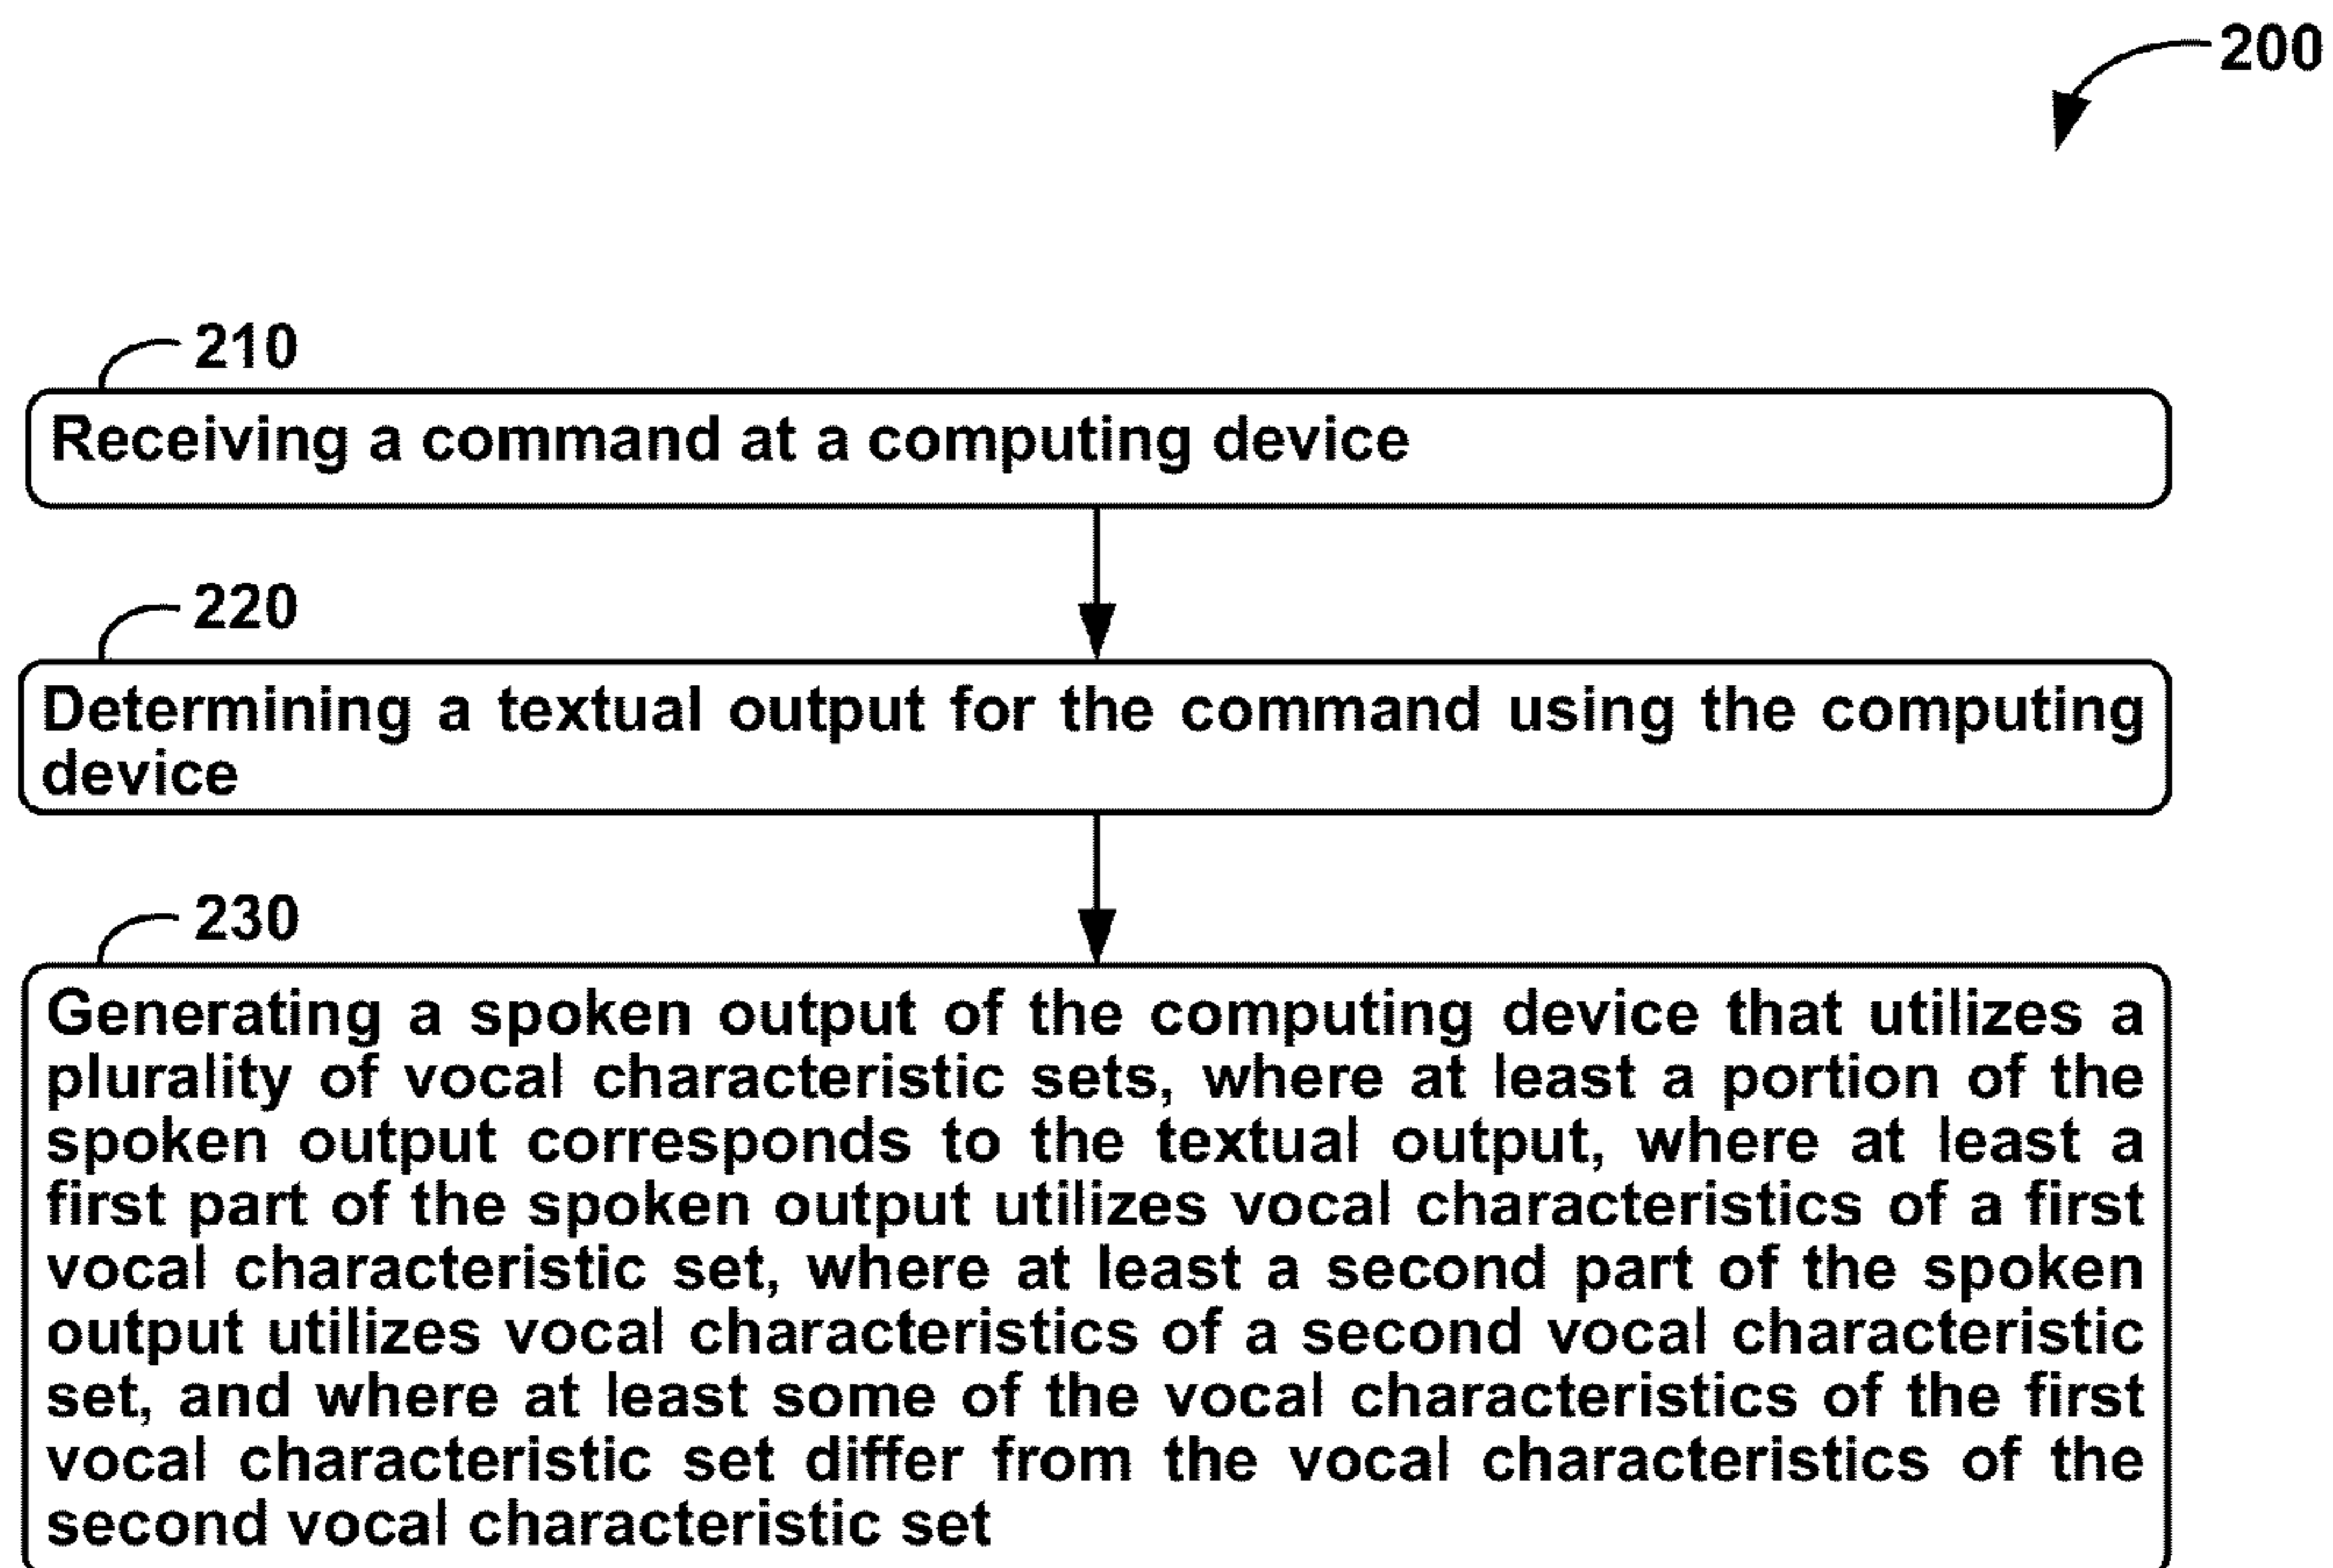 200
210
Receiving a command at a computing device
220
Determining a textual output for the command using the computing
device
230
Generating a spoken output of the computing device that utilizes a
plurality of vocal characteristic sets, where at least a portion of the
spoken output corresponds to the textual output, where at least a
first part of the spoken output utilizes vocal characteristics of a first
vocal characteristic set, where at least a second part of the spoken
output utilizes vocal characteristics of a second vocal characteristic
set, and where at least some of the vocal characteristics of the first
vocal characteristic set differ from the vocal characteristics of the
second vocal characteristic set